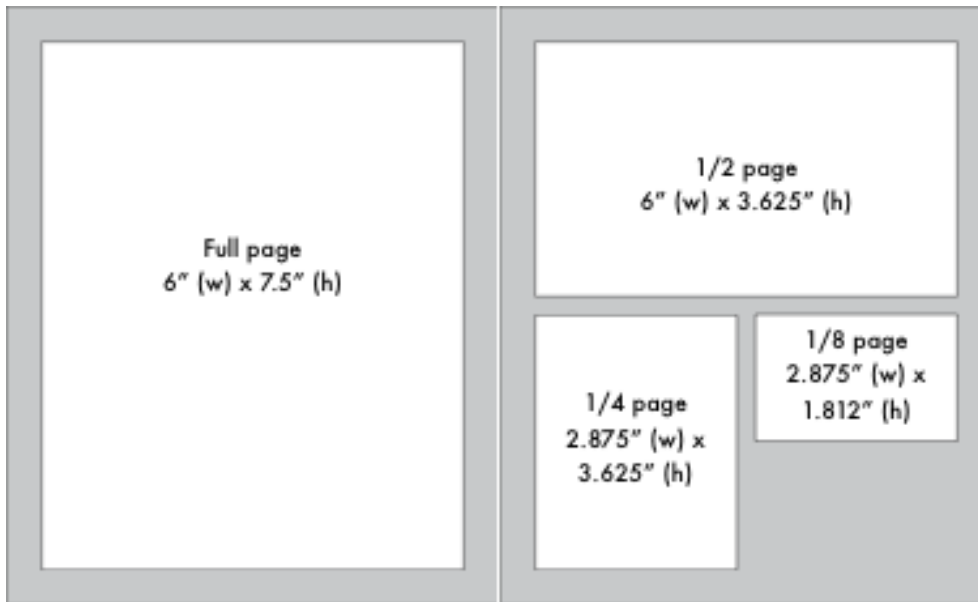 Full page
6” (w) x 7.5” (h)
1/2 page
6” (w) x 3.625” (h)
1/4 page
2.875” (w) x
3.625” (h)
1/8 page
2.875” (w) x
1.812” (h)